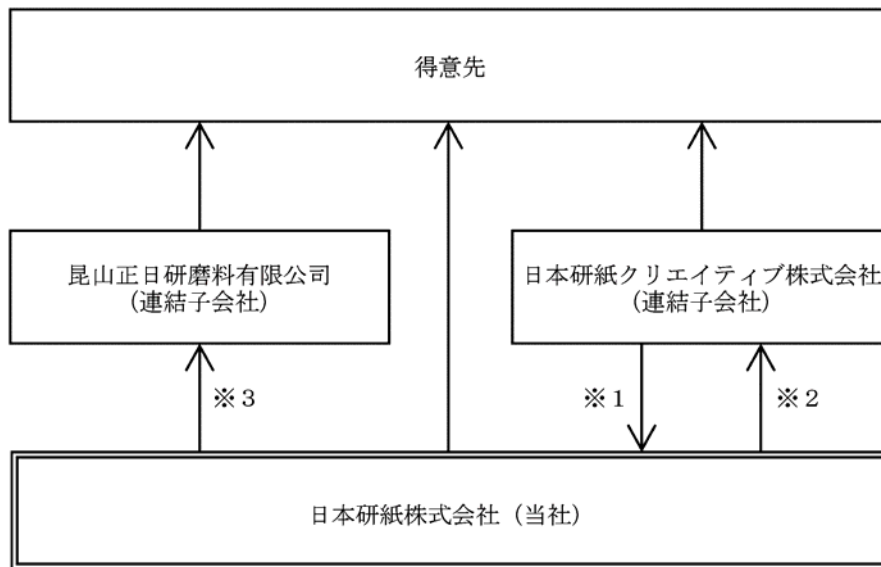 得意先
昆山正日研磨料有限公司
(連結子会社)
日本研紙クリエイティブ株式会社
(連結子会社)
※3
※1
※2
日本研紙株式会社 (当社)